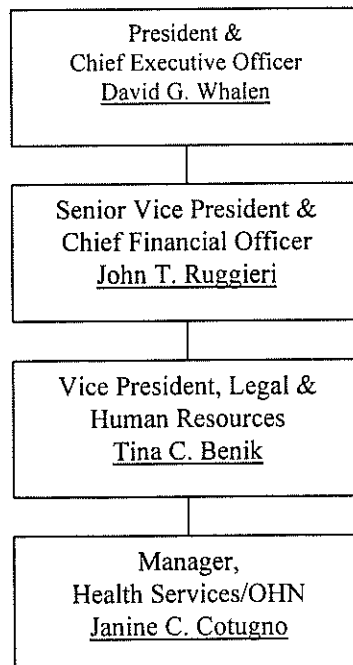 President &
Chief Executive Officer
David G. Whalen
Senior Vice President &
Chief Financial Officer
John T. Ruggieri
Vice President, Legal &
Human Resources
Tina C. Benik
Manager,
Health Services/OHN
Janine C. Cotugno